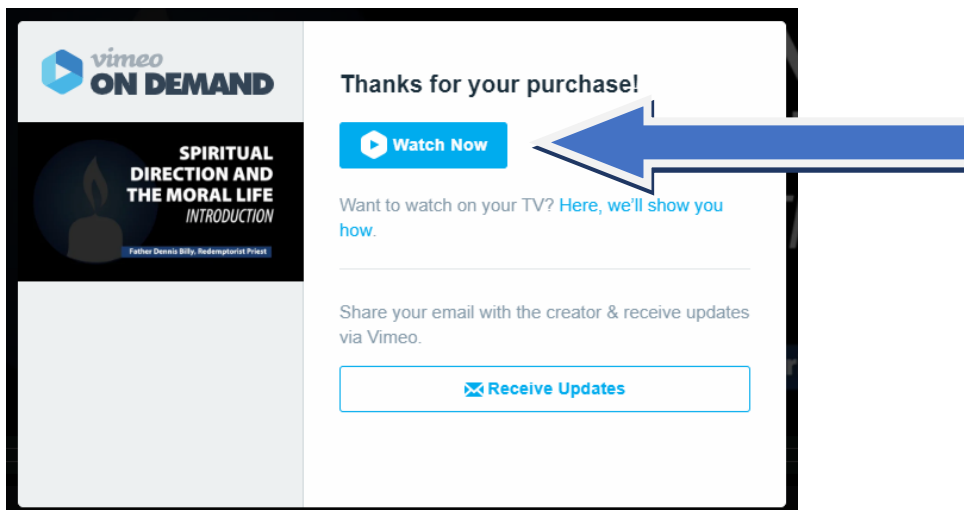 vimeo
ON DEMAND
SPIRITUAL
DIRECTION AND
THE MORAL LIFE
INTRODUCTION
Father Dennis Billy, Redemptorist Priest
Thanks for your purchase!
Watch Now
Want to watch on your TV? Here, we'll show you
how.
Share your email with the creator & receive updates
via Vimeo.
Receive Updates